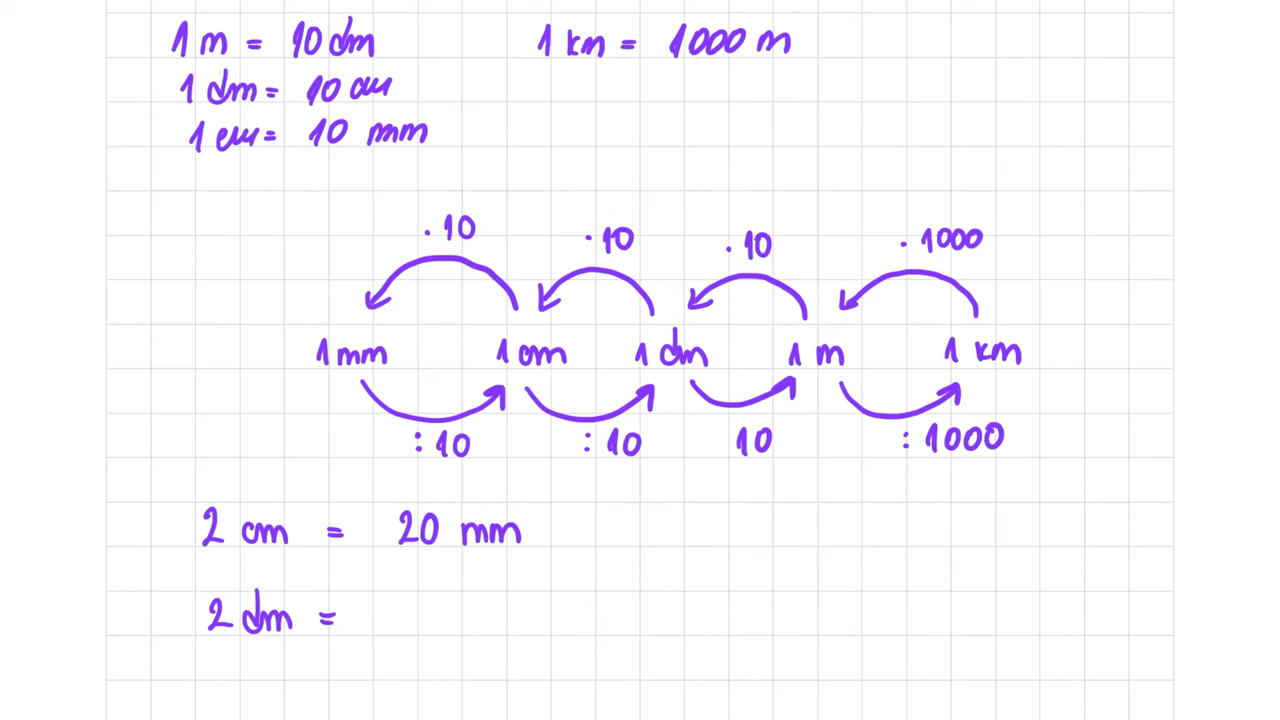 1 m = 10 dm 1 km = 1000 m
1 dm = 10 cm
1 cm = 10 mm
· 10 · 10 · 10 · 1000
1 mm 1 cm 1 dm 1 m 1 km
: 10 : 10 10 : 1000
2 cm = 20 mm
2 dm =